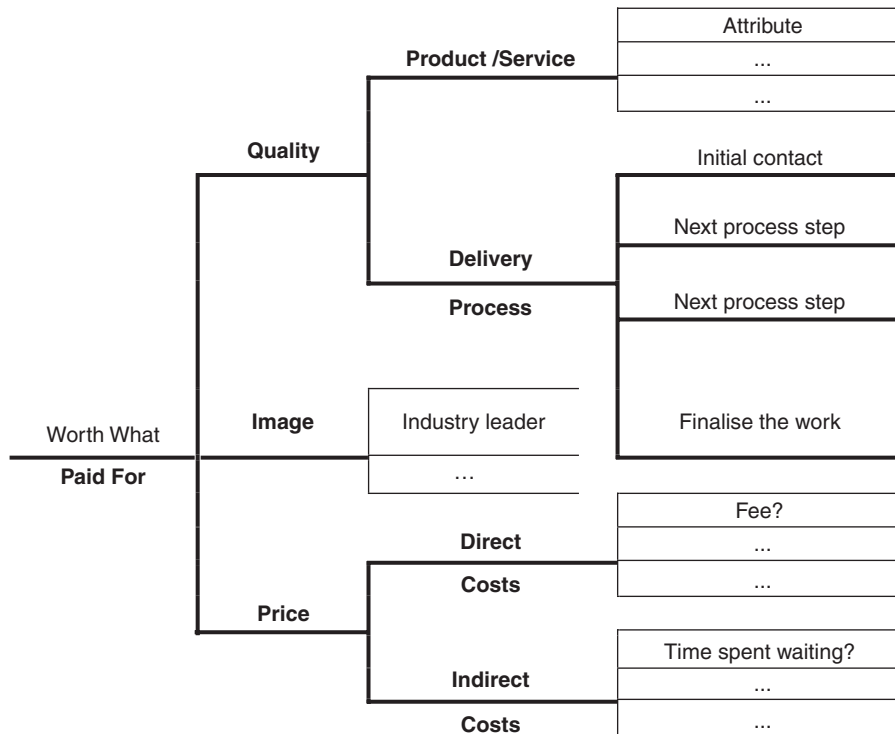 Attribute
Product /Service
...
...
Quality
Initial contact
Next process step
Delivery
Process
Next process step
Image
Industry leader
Finalise the work
Worth What
Paid For
…
Fee?
Direct
...
Costs
...
Price
Time spent waiting?
Indirect
...
Costs
...